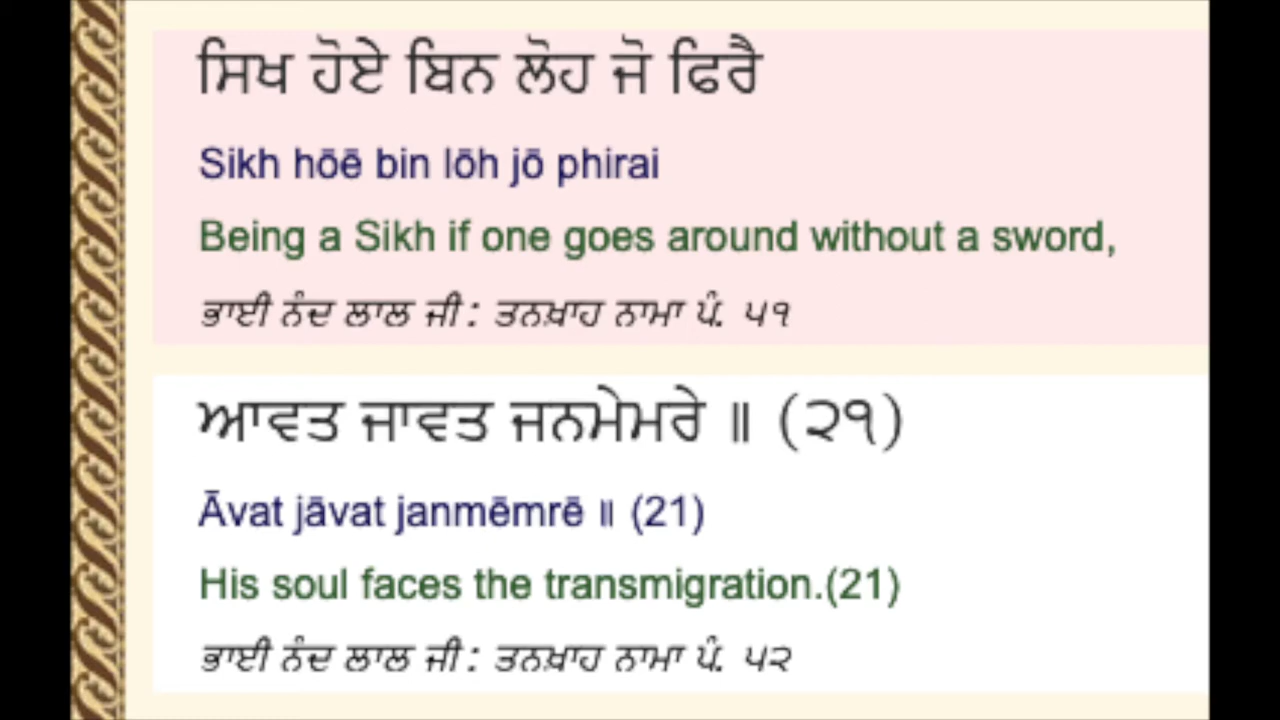 ਸਿਖ ਹੋਏ ਬਿਨ ਲੋਹ ਜੋ ਫਿਰੈ
Sikh hōē bin lōh jō phirai
Being a Sikh if one goes around without a sword,
ਭਾਈ ਨੰਦ ਲਾਲ ਜੀ: ਤਨਖ਼ਾਹ ਨਾਮਾ ਪੰ. ੫੧
ਆਵਤ ਜਾਵਤ ਜਨਮੇਮਰੇ ॥ (੨੧)
Āvat jāvat janmēmrē ॥ (21)
His soul faces the transmigration.(21)
ਭਾਈ ਨੰਦ ਲਾਲ ਜੀ: ਤਨਖ਼ਾਹ ਨਾਮਾ ਪੰ. ੫੨